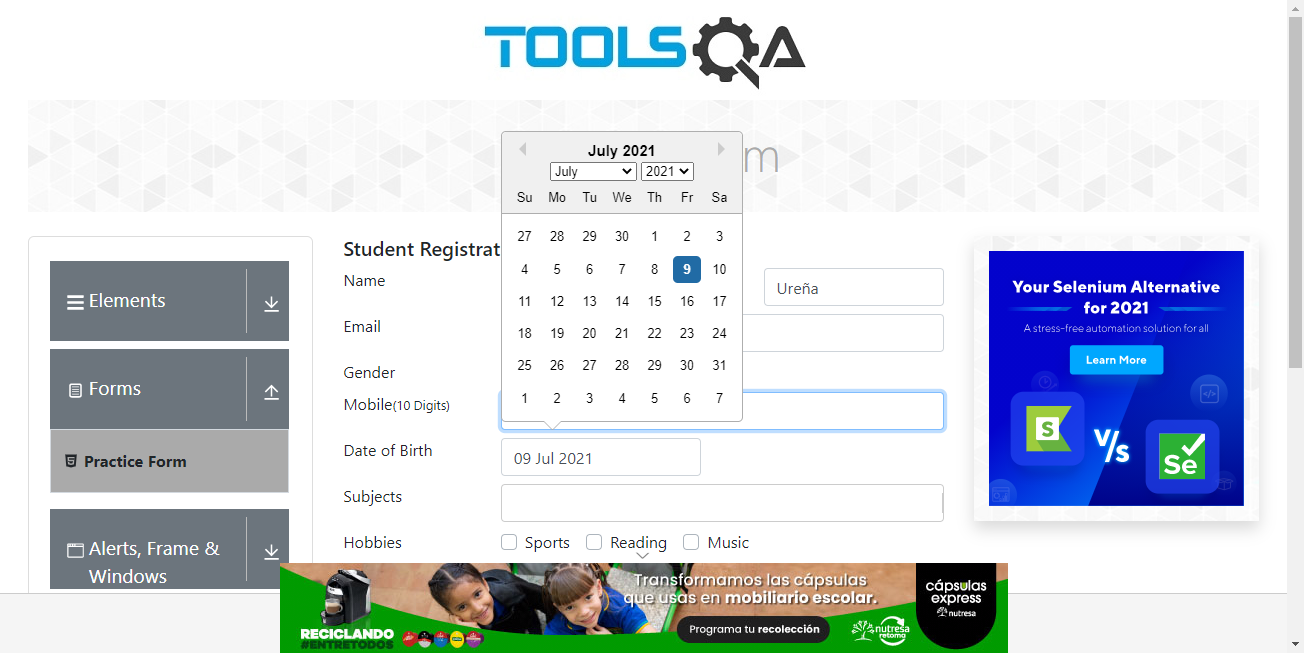 TOOLSQA
m
July 2021
July 2021
Su Mo Tu We Th Fr Sa
27 28 29 30 1 2 3
4 5 6 7 8 9 10
11 12 13 14 15 16 17
18 19 20 21 22 23 24
25 26 27 28 29 30 31
1 2 3 4 5 6 7
Elements
Forms
Practice Form
Alerts, Frame &
Windows
Student Registrat
Name
Ureña
Email
Gender
Mobile(10 Digits)
Date of Birth
09 Jul 2021
Subjects
Hobbies
Sports Reading Music
Your Selenium Alternative
for 2021
A stress-free automation solution for all
Learn More
S
V/s
Se
Transformamos las cápsulas
que usas en mobiliario escolar.
Programa tu recolección
RECICLANDO
#ENTRETODOS
nutresa
retoma
cápsulas
express
nutresa